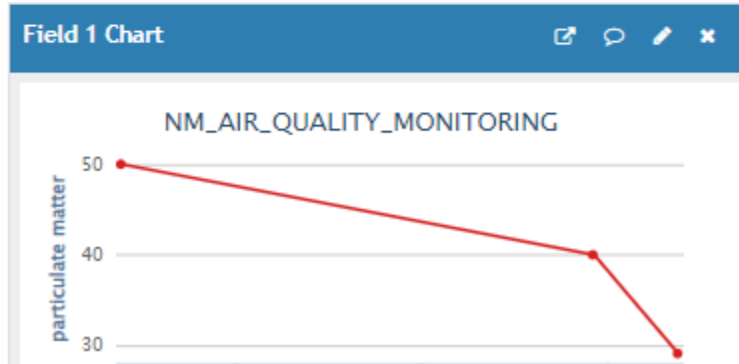 Field 1 Chart
NM_AIR_QUALITY_MONITORING
particulate matter
50
40
30